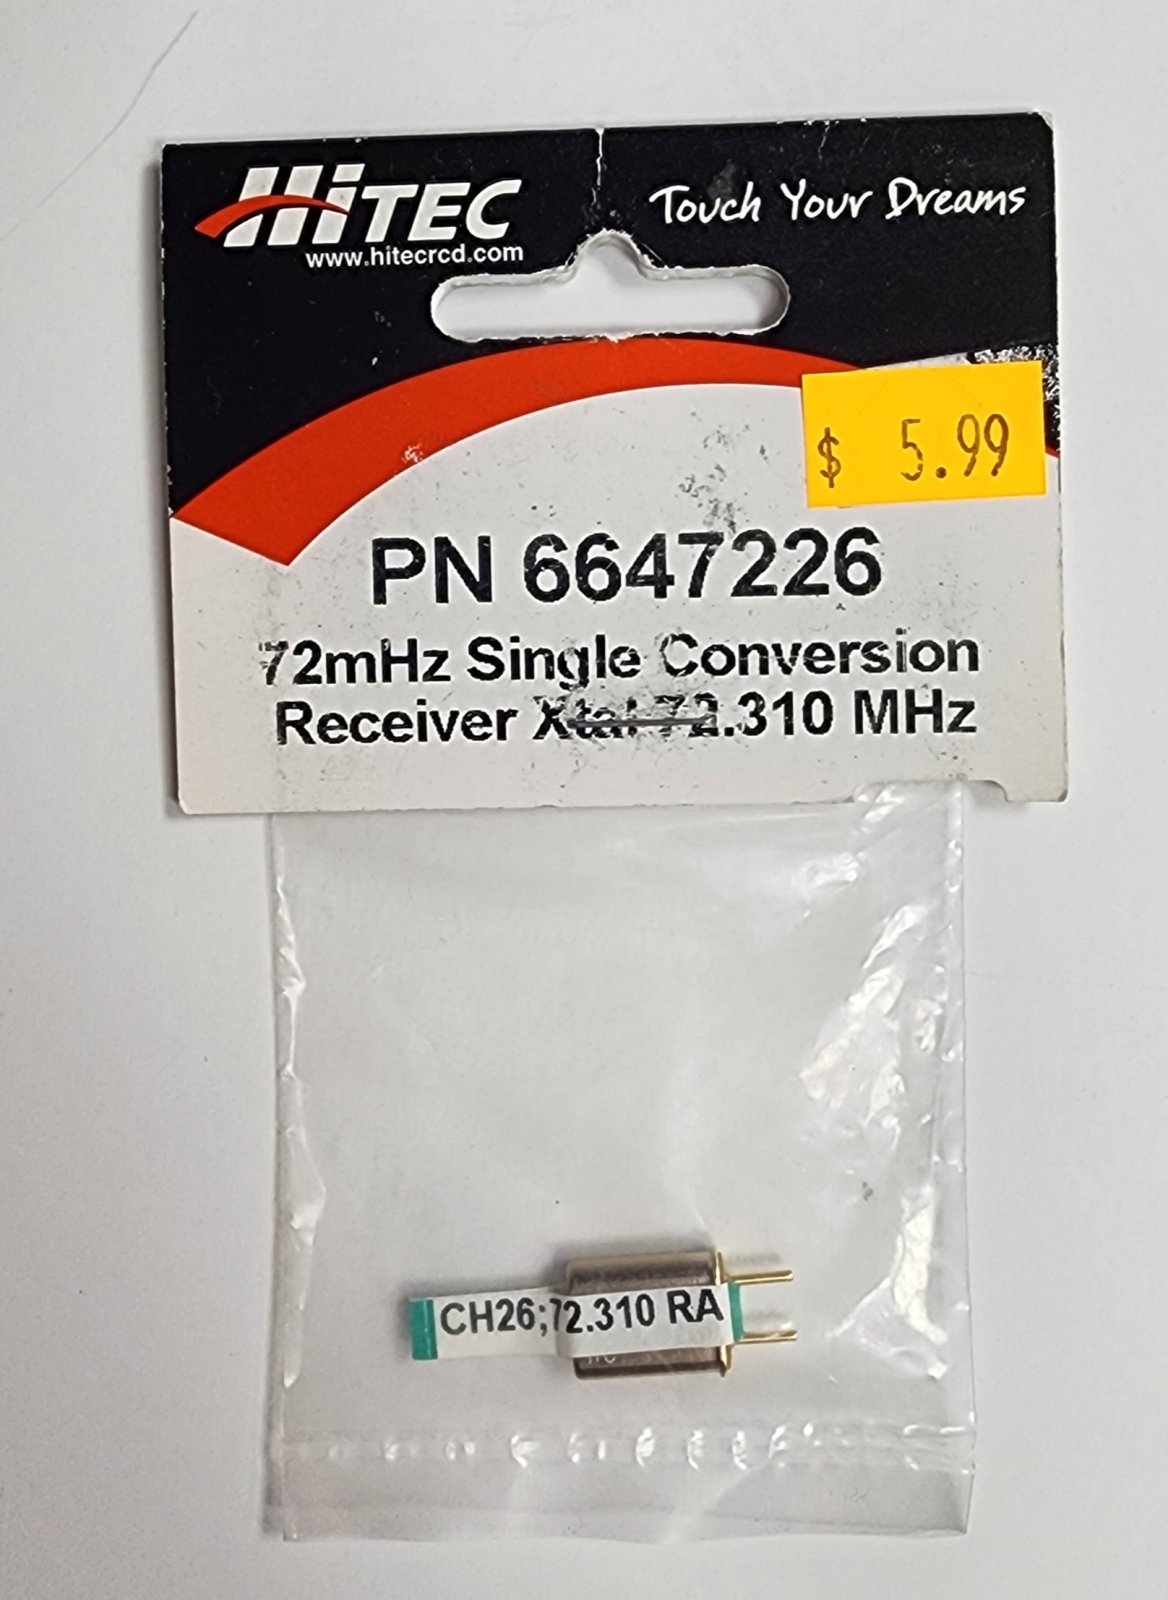 HiTEC
www.hitecrcd.com
Touch Your Dreams
$ 5.99
PN 6647226
72mHz Single Conversion
Receiver Xtal 72.310 MHz
CH26;72.310 RA